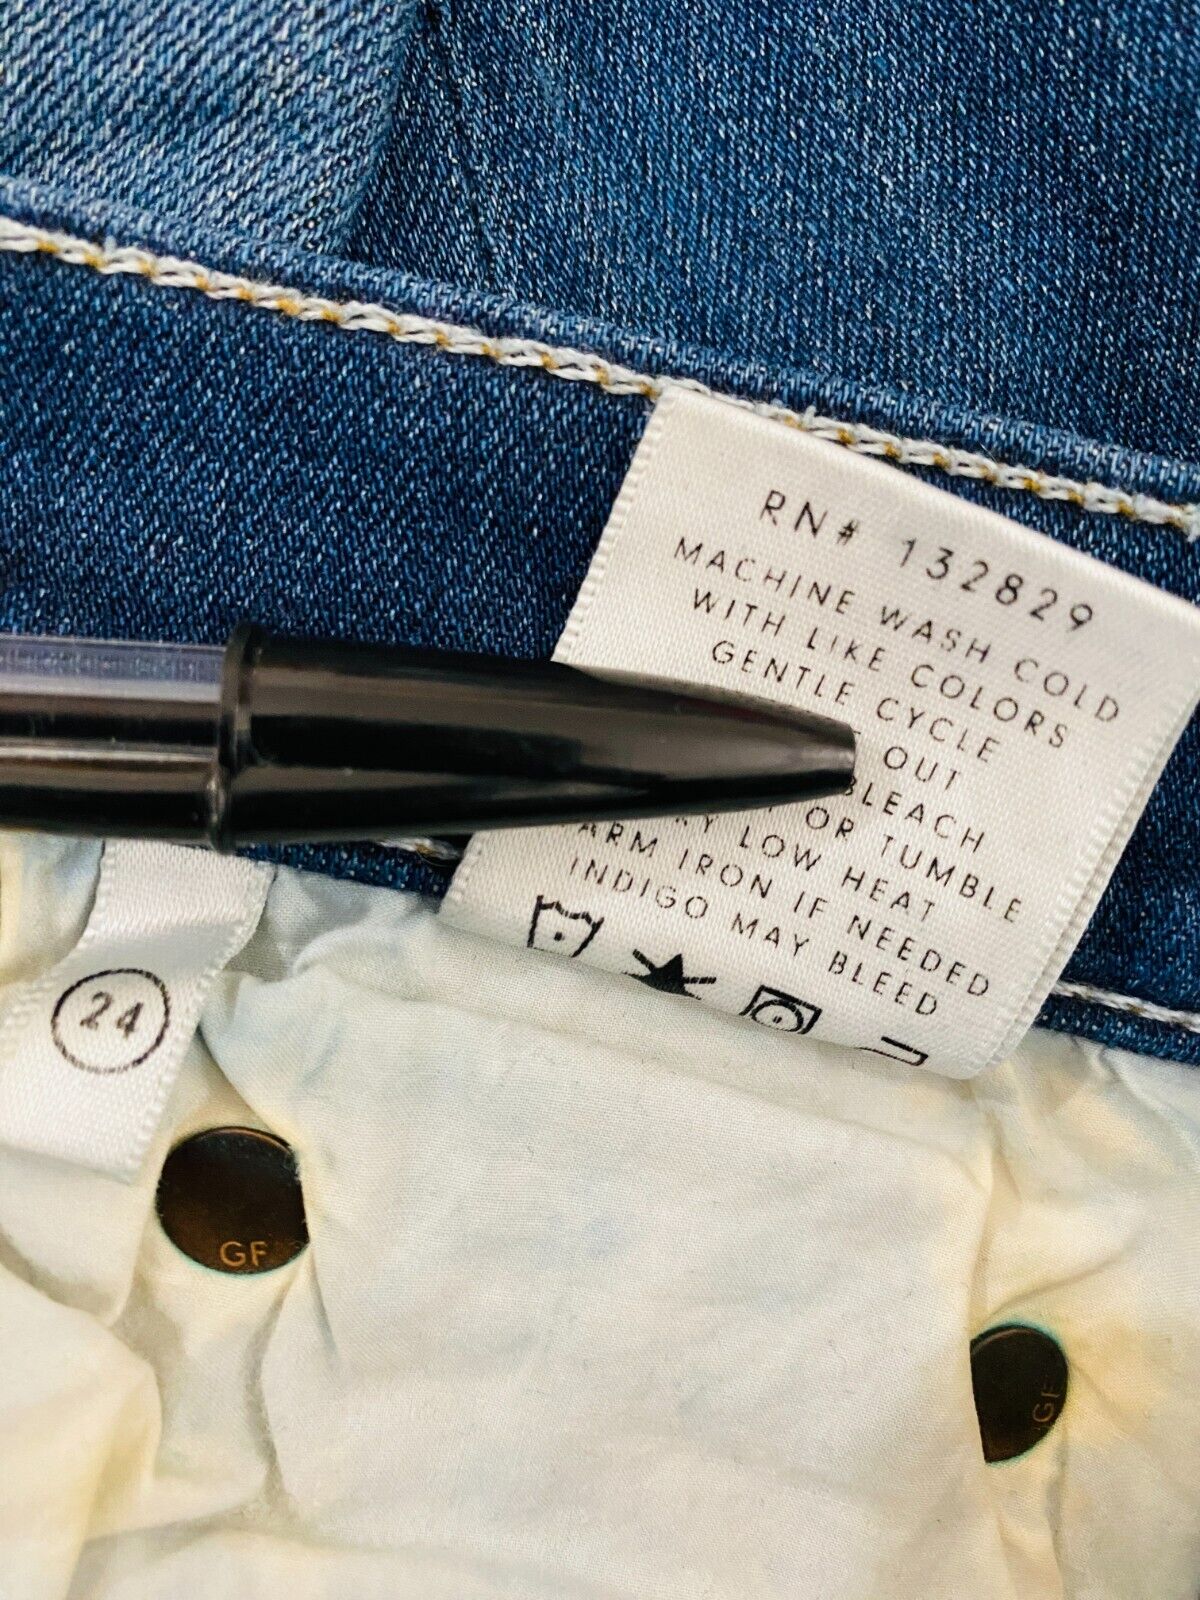 RN# 132829
MACHINE WASH COLD
WITH LIKE COLORS
GENTLE CYCLE
OUT
BLEACH
OR TUMBLE
LOW HEAT
IRON IF NEEDED
INDIGO MAY BLEED
24
GF
GF